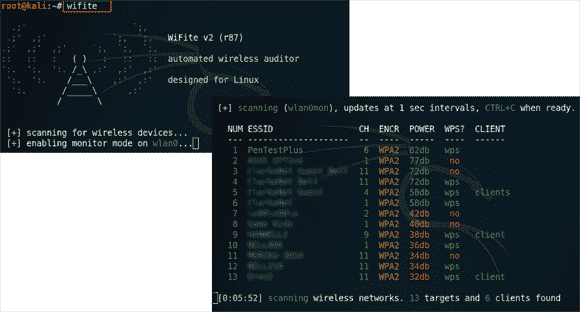 root@kali:~# wifite
WiFite v2 (r87)
automated wireless auditor
designed for Linux
[+] scanning for wireless devices...
[+] enabling monitor mode on wlan0...
[+] scanning (wlan0mon), updates at 1 sec intervals, CTRL+C when ready.
NUM ESSID CH ENCR POWER WPS? CLIENT
--- -------------------- -- ---- ----- ---- ------
1 PenTestPlus 6 WPA2 82db wps
2 1 WPA2 77db no
3 11 WPA2 72db no
4 11 WPA2 72db wps
5 4 WPA2 58db wps clients
6 1 WPA2 58db wps
7 2 WPA2 42db no
8 1 WPA2 40db no
9 9 WPA2 38db wps client
10 1 WPA2 36db wps
11 11 WPA2 34db no
12 11 WPA2 34db wps
13 11 WPA2 32db wps client
[0:05:52] scanning wireless networks. 13 targets and 6 clients found